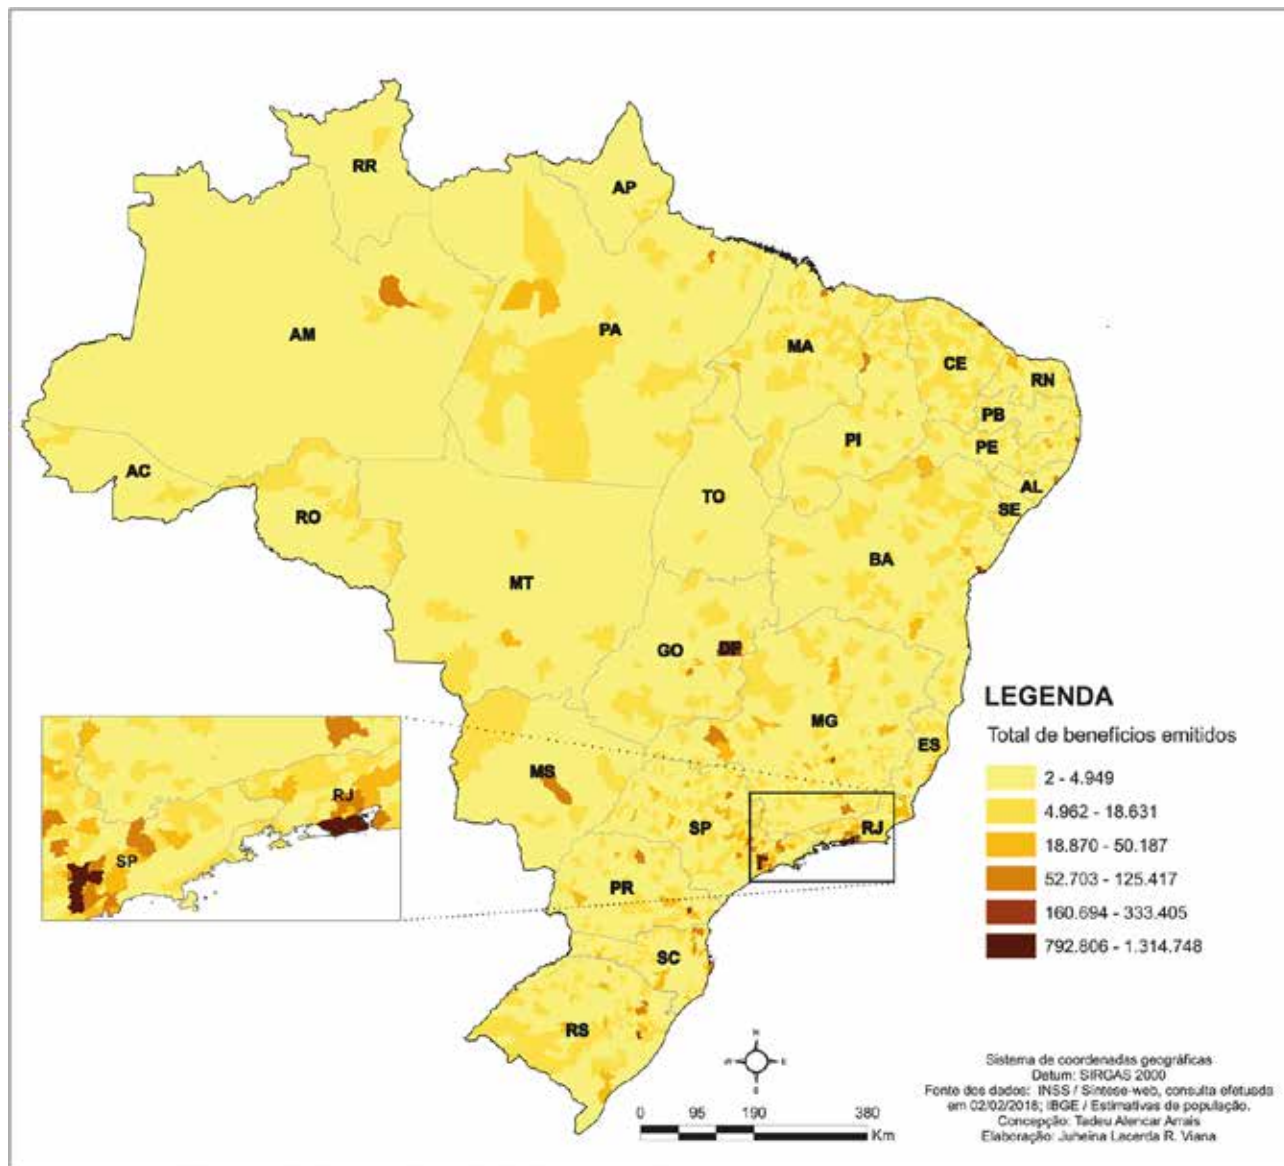 RR
AP
AM
PA
MA
CE
RN
PB
PE
PI
AC
AL
SE
TO
RO
BA
MT
GO
DF
MG
ES
MS
SP
RJ
PR
SC
RS
RJ
SP
LEGENDA
Total de benefícios emitidos
2 - 4.949
4.962 - 18.631
18.870 - 50.187
52.703 - 125.417
160.694 - 333.405
792.806 - 1.314.748
N
W E
S
0 95 190 380
Km
Sistema de coordenadas geográficas
Datum: SIRGAS 2000
Fonte dos dados: INSS / Síntese-web, consulta efetuada
em 02/02/2018; IBGE / Estimativas de população.
Concepção: Tadeu Alencar Arrais
Elaboração: Juheina Lacerda R. Viana